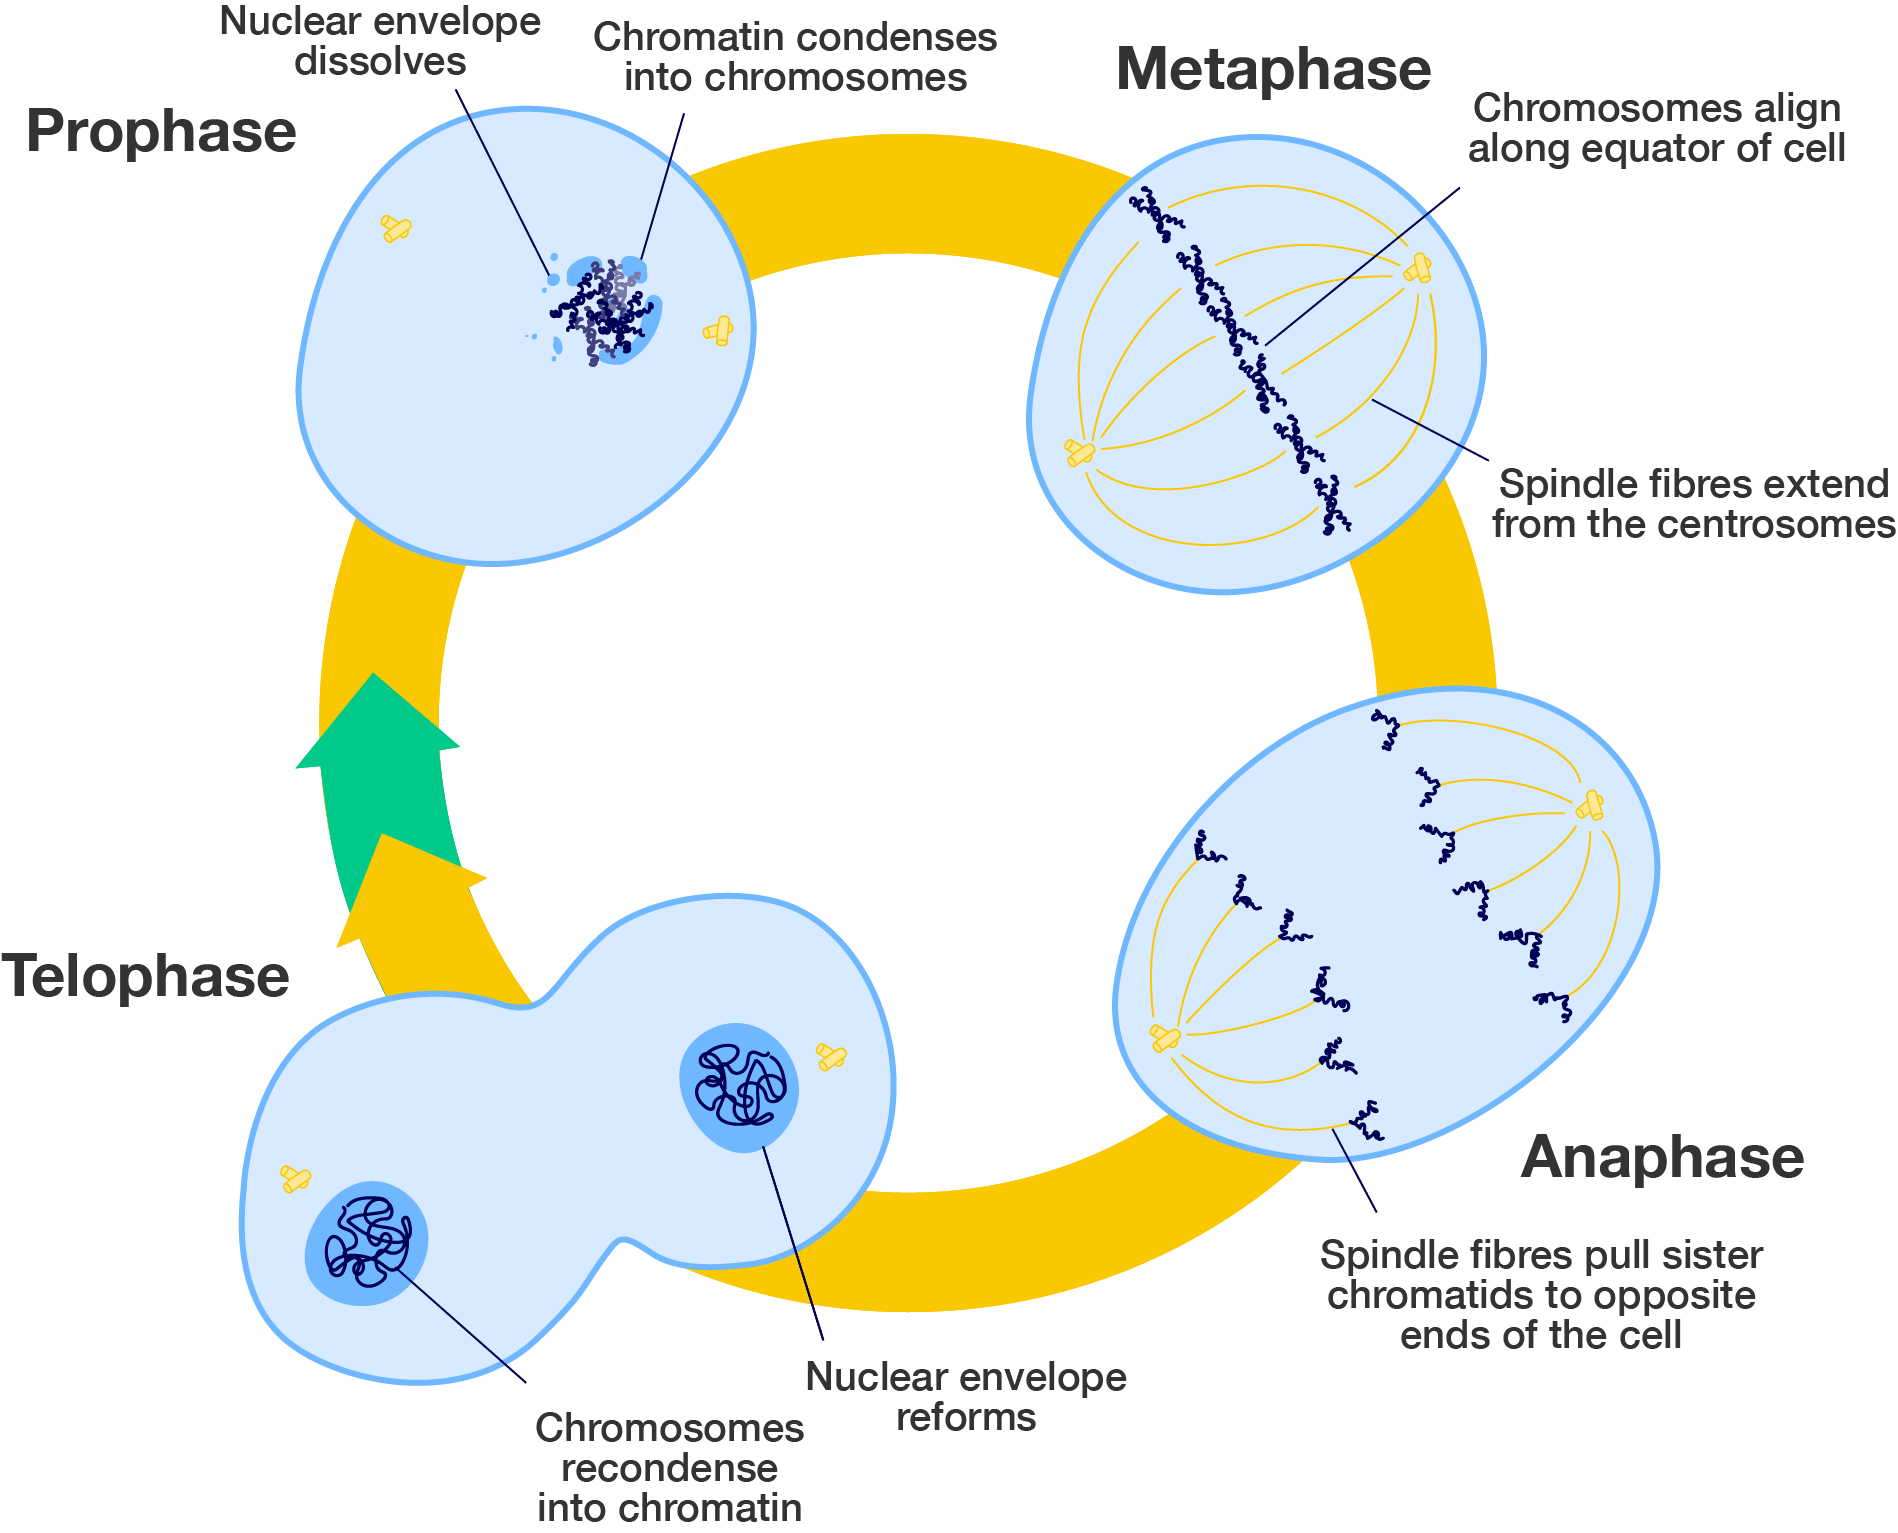 Nuclear envelope
dissolves
Chromatin condenses
into chromosomes
Prophase
Metaphase
Chromosomes align
along equator of cell
Spindle fibres extend
from the centrosomes
Anaphase
Spindle fibres pull sister
chromatids to opposite
ends of the cell
Telophase
Nuclear envelope
reforms
Chromosomes
recondense
into chromatin